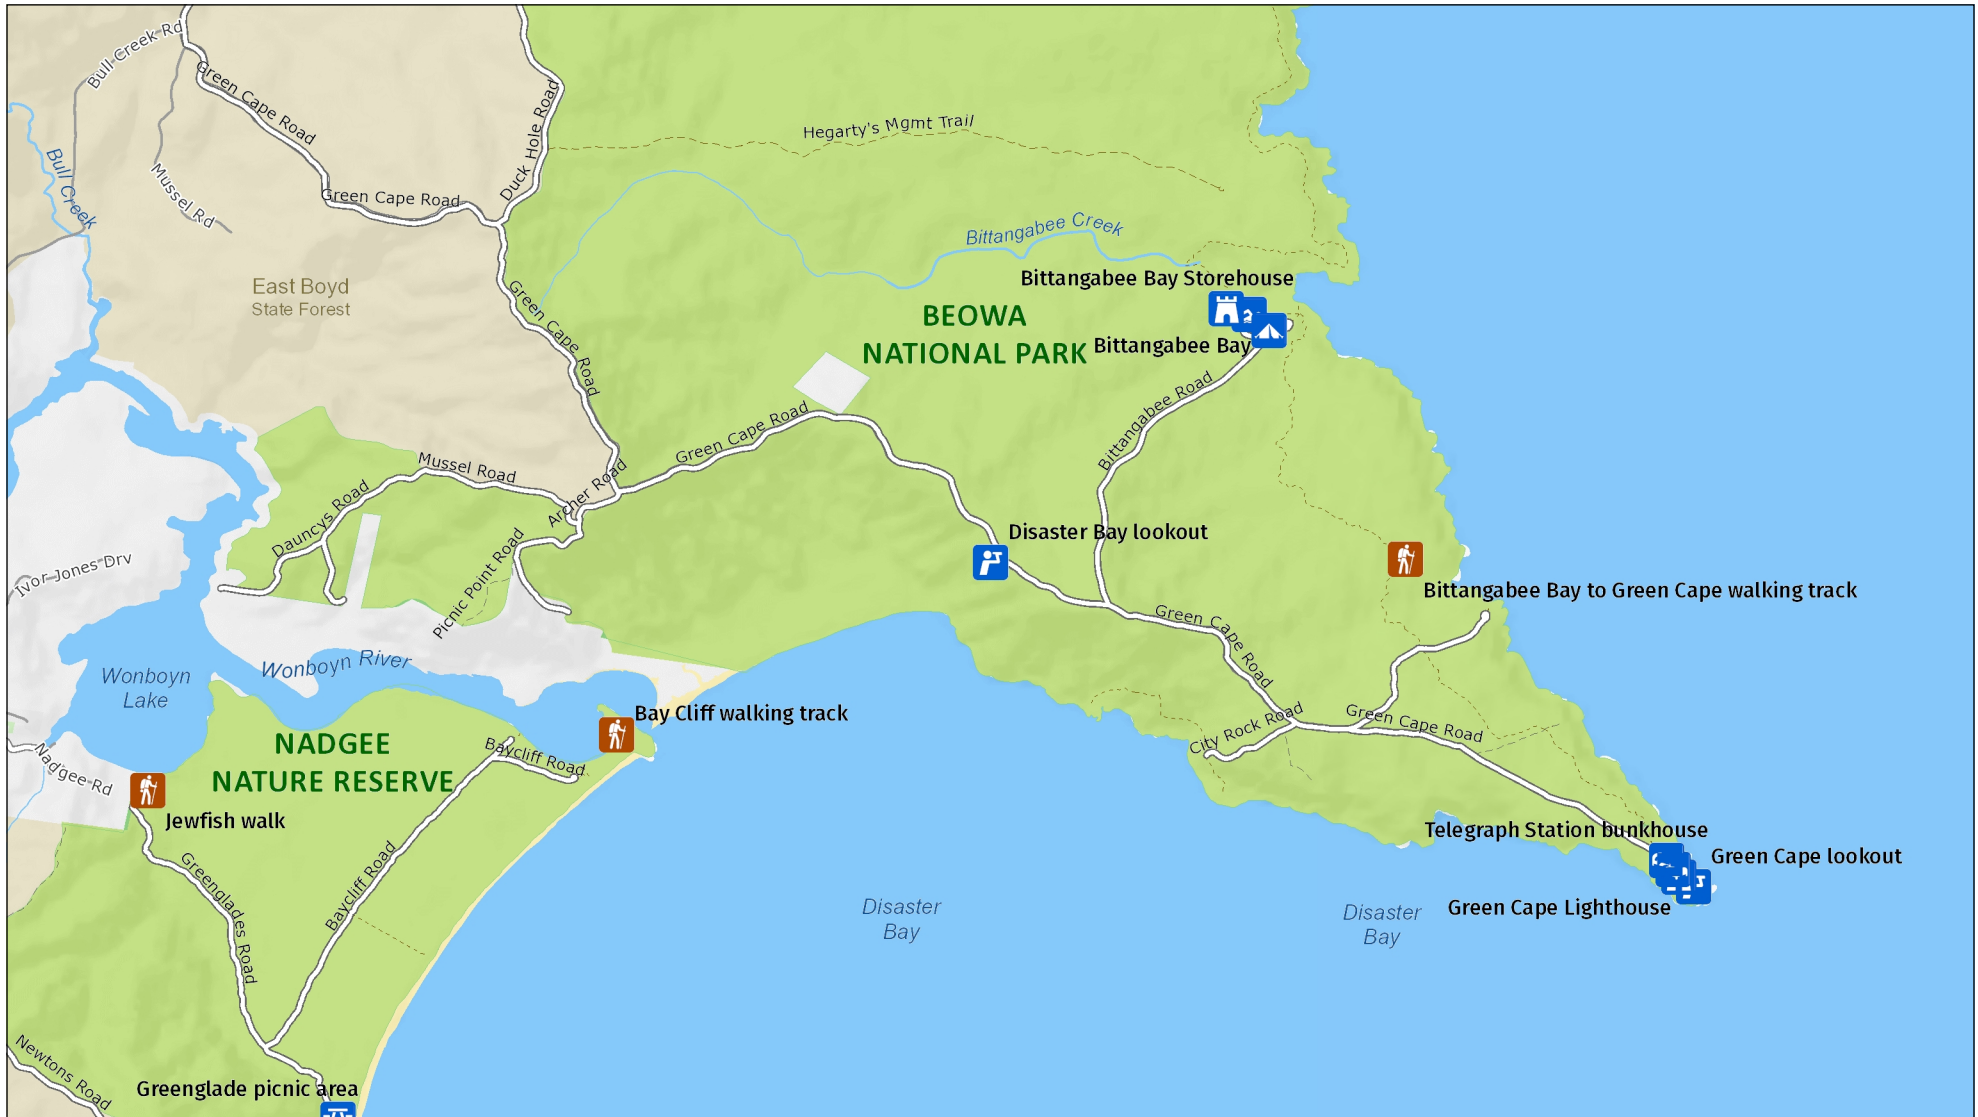 Bull Creek Rd
Green Cape Road
Duck Hole Road
Hegarty's Mgmt Trail
Bull Creek
Mussel Rd
Green Cape Road
Bittangabee Creek
East Boyd
State Forest
Bittangabee Bay Storehouse
Green Cape Road
BEOWA
NATIONAL PARK
Bittangabee Bay
Bittangabee Road
Green Cape Road
Mussel Road
Archer Road
Dauncys Road
Disaster Bay lookout
Picnic Point Road
Ivor Jones Drv
Bittangabee Bay to Green Cape walking track
Green Cape Road
Wonboyn River
Wonboyn
Lake
Bay Cliff walking track
City Rock Road
Green Cape Road
NADGEE
NATURE RESERVE
Baycliff Road
Nadgee Rd
Jewfish walk
Telegraph Station bunkhouse
Green Cape lookout
Greenglades Road
Baycliff Road
Green Cape Lighthouse
Disaster
Bay
Disaster
Bay
Newtons Road
Greenglade picnic area